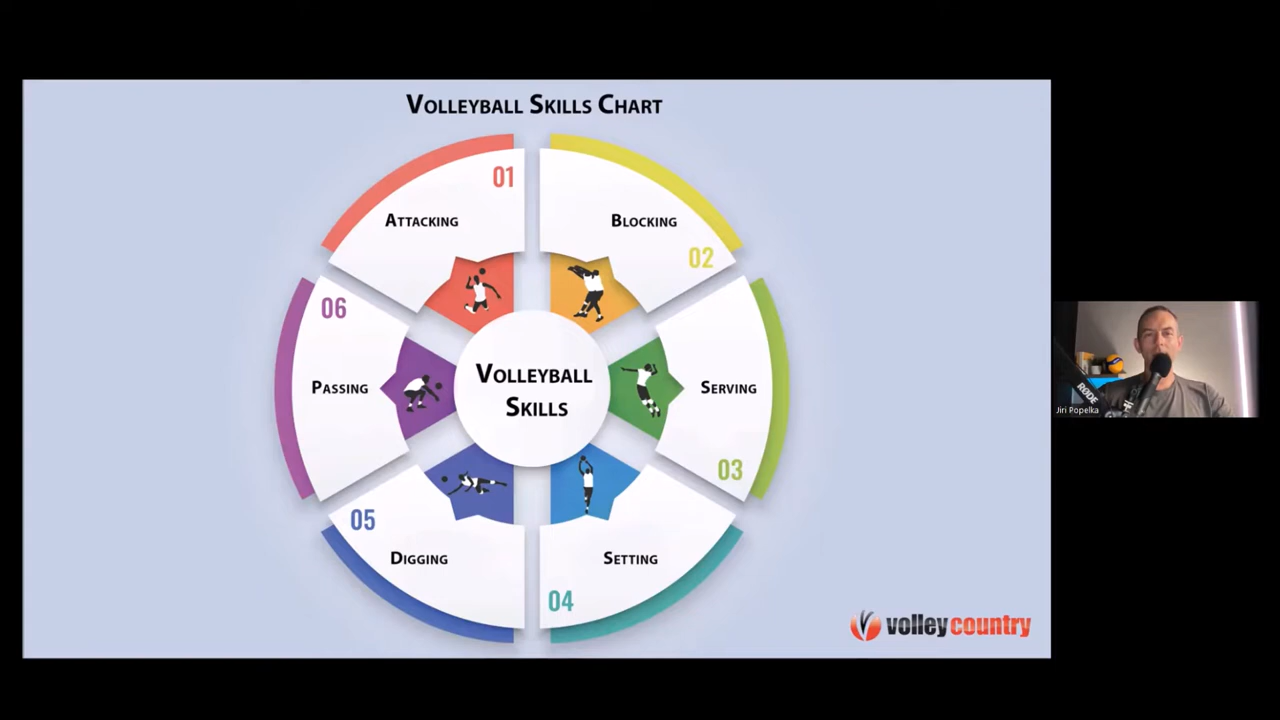 VOLLEYBALL SKILLS CHART
01
ATTACKING
BLOCKING
02
06
PASSING
VOLLEYBALL
SKILLS
SERVING
03
05
DIGGING
SETTING
04
volleycountry
RØDE
Jiri Popelka